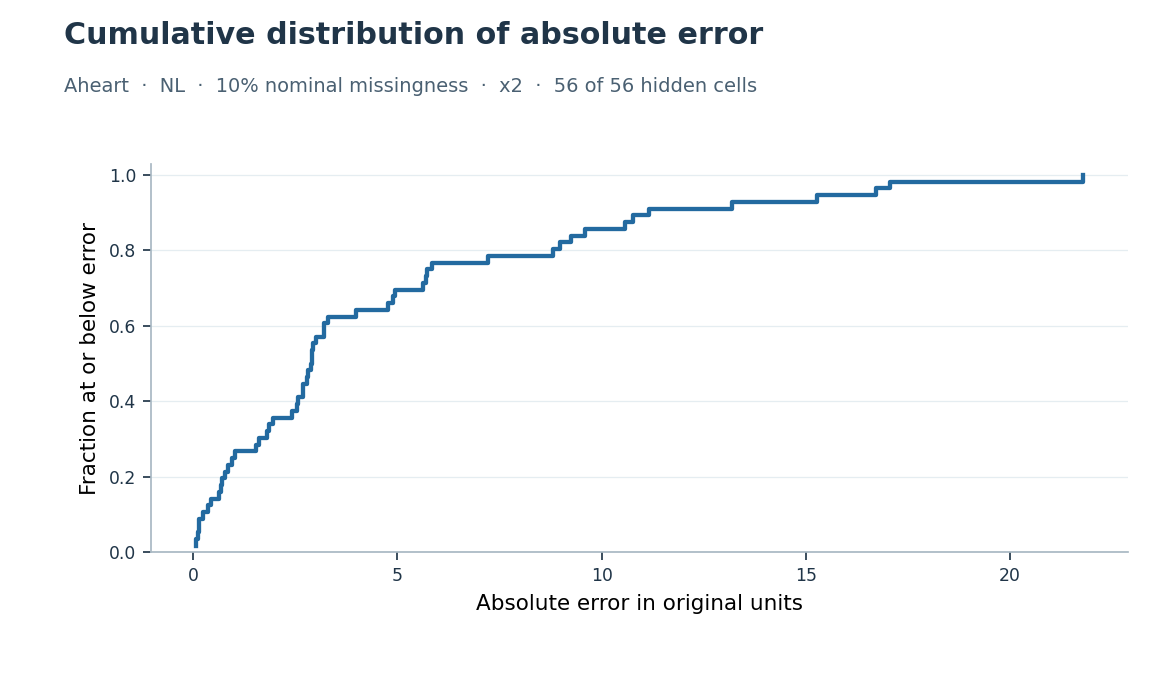 Cumulative distribution of absolute error
Aheart · NL · 10% nominal missingness · x2 · 56 of 56 hidden cells
Fraction at or below error
1.0
0.8
0.6
0.4
0.2
0.0
0 5 10 15 20
Absolute error in original units